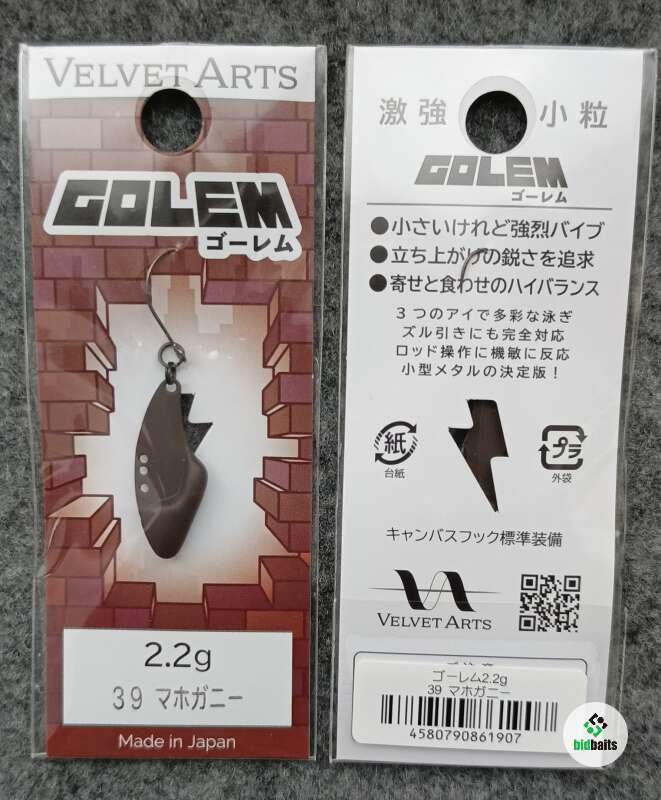 VELVET ARTS
GOLEM
ゴーレム
2.2g
39 マホガニー
Made in Japan
激強 小粒
GOLEM
ゴーレム
●小さいけれど強烈バイブ
●立ち上がりの鋭さを追求
●寄せと食わせのハイバランス
3つのアイで多彩な泳ぎ
ズル引きにも完全対応
ロッド操作に機敏に反応
小型メタルの決定版！
紙
台紙
プラ
外袋
キャンバスフック標準装備
VELVET ARTS
ゴーレム2.2g
39 マホガニー
4580790861907
bidbaits